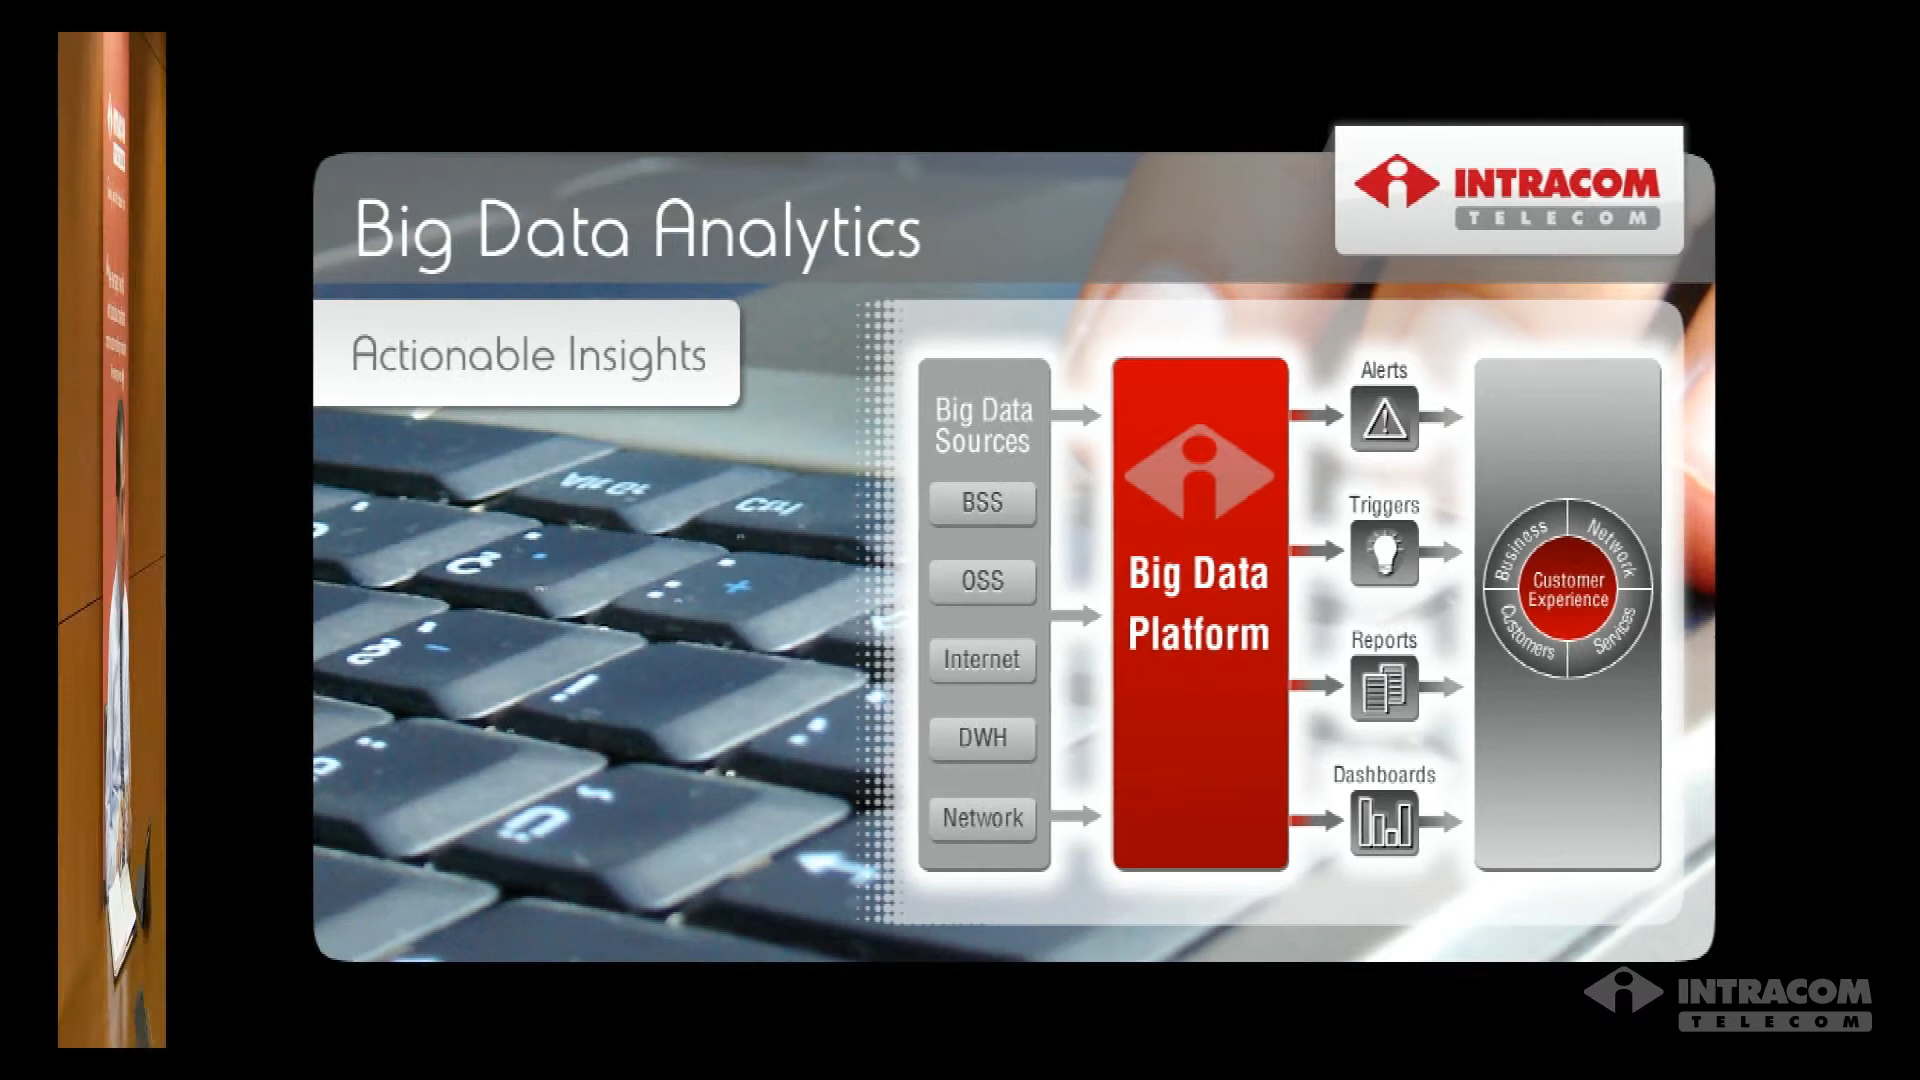 Big Data Analytics
INTRACOM
TELECOM
Actionable Insights
Big Data
Sources
BSS
OSS
Internet
DWH
Network
Big Data
Platform
Alerts
Triggers
Reports
Dashboards
Business
Network
Customer
Experience
Customers
Services
INTRACOM
TELECOM